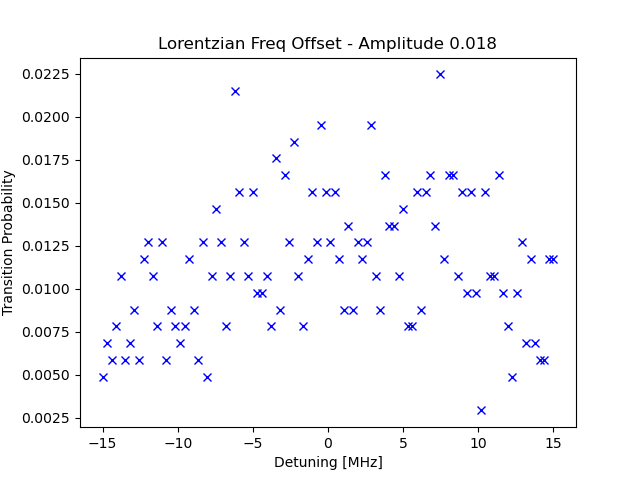 Lorentzian Freq Offset - Amplitude 0.018
Transition Probability
0.0225
0.0200
0.0175
0.0150
0.0125
0.0100
0.0075
0.0050
0.0025
−15 −10 −5 0 5 10 15
Detuning [MHz]